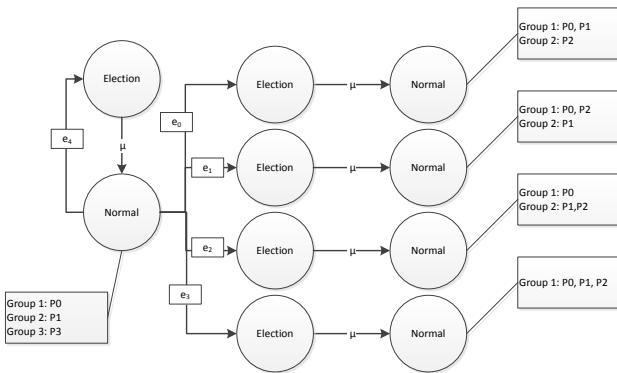 Group 1: P0, P1
Group 2: P2
Election
Election
μ
Normal
e₀
e₄
μ
Group 1: P0, P2
Group 2: P1
e₁
Election
μ
Normal
Normal
Group 1: P0
Group 2: P1,P2
e₂
Election
μ
Normal
e₃
Group 1: P0, P1, P2
Group 1: P0
Group 2: P1
Group 3: P3
Election
μ
Normal